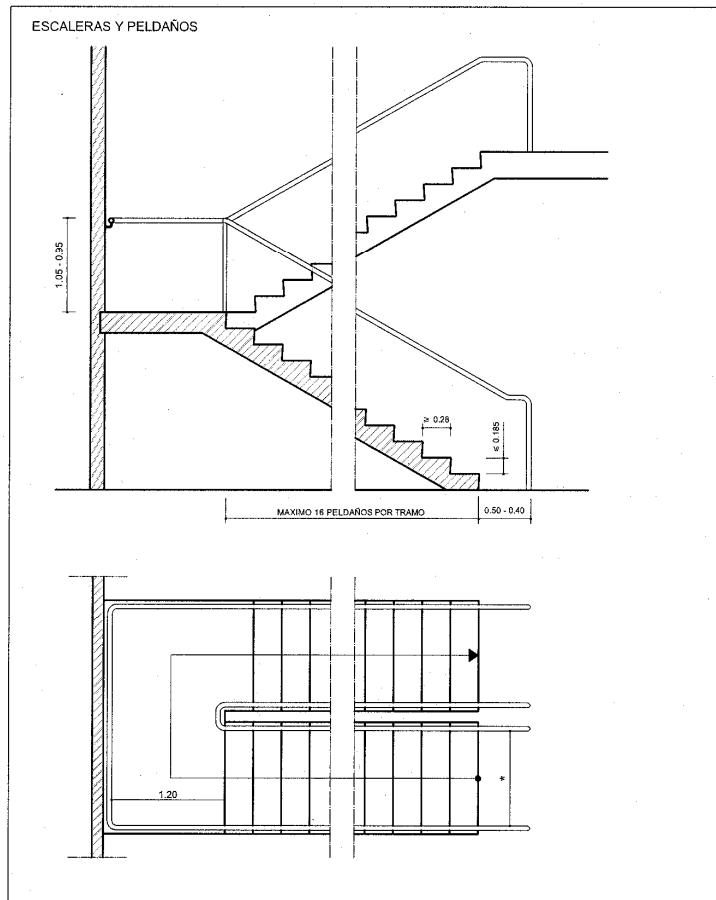 ESCALERAS Y PELDAÑOS
1.05 - 0.95
≥ 0.28
≤ 0.185
MAXIMO 16 PELDAÑOS POR TRAMO
0.50 - 0.40
1.20
*